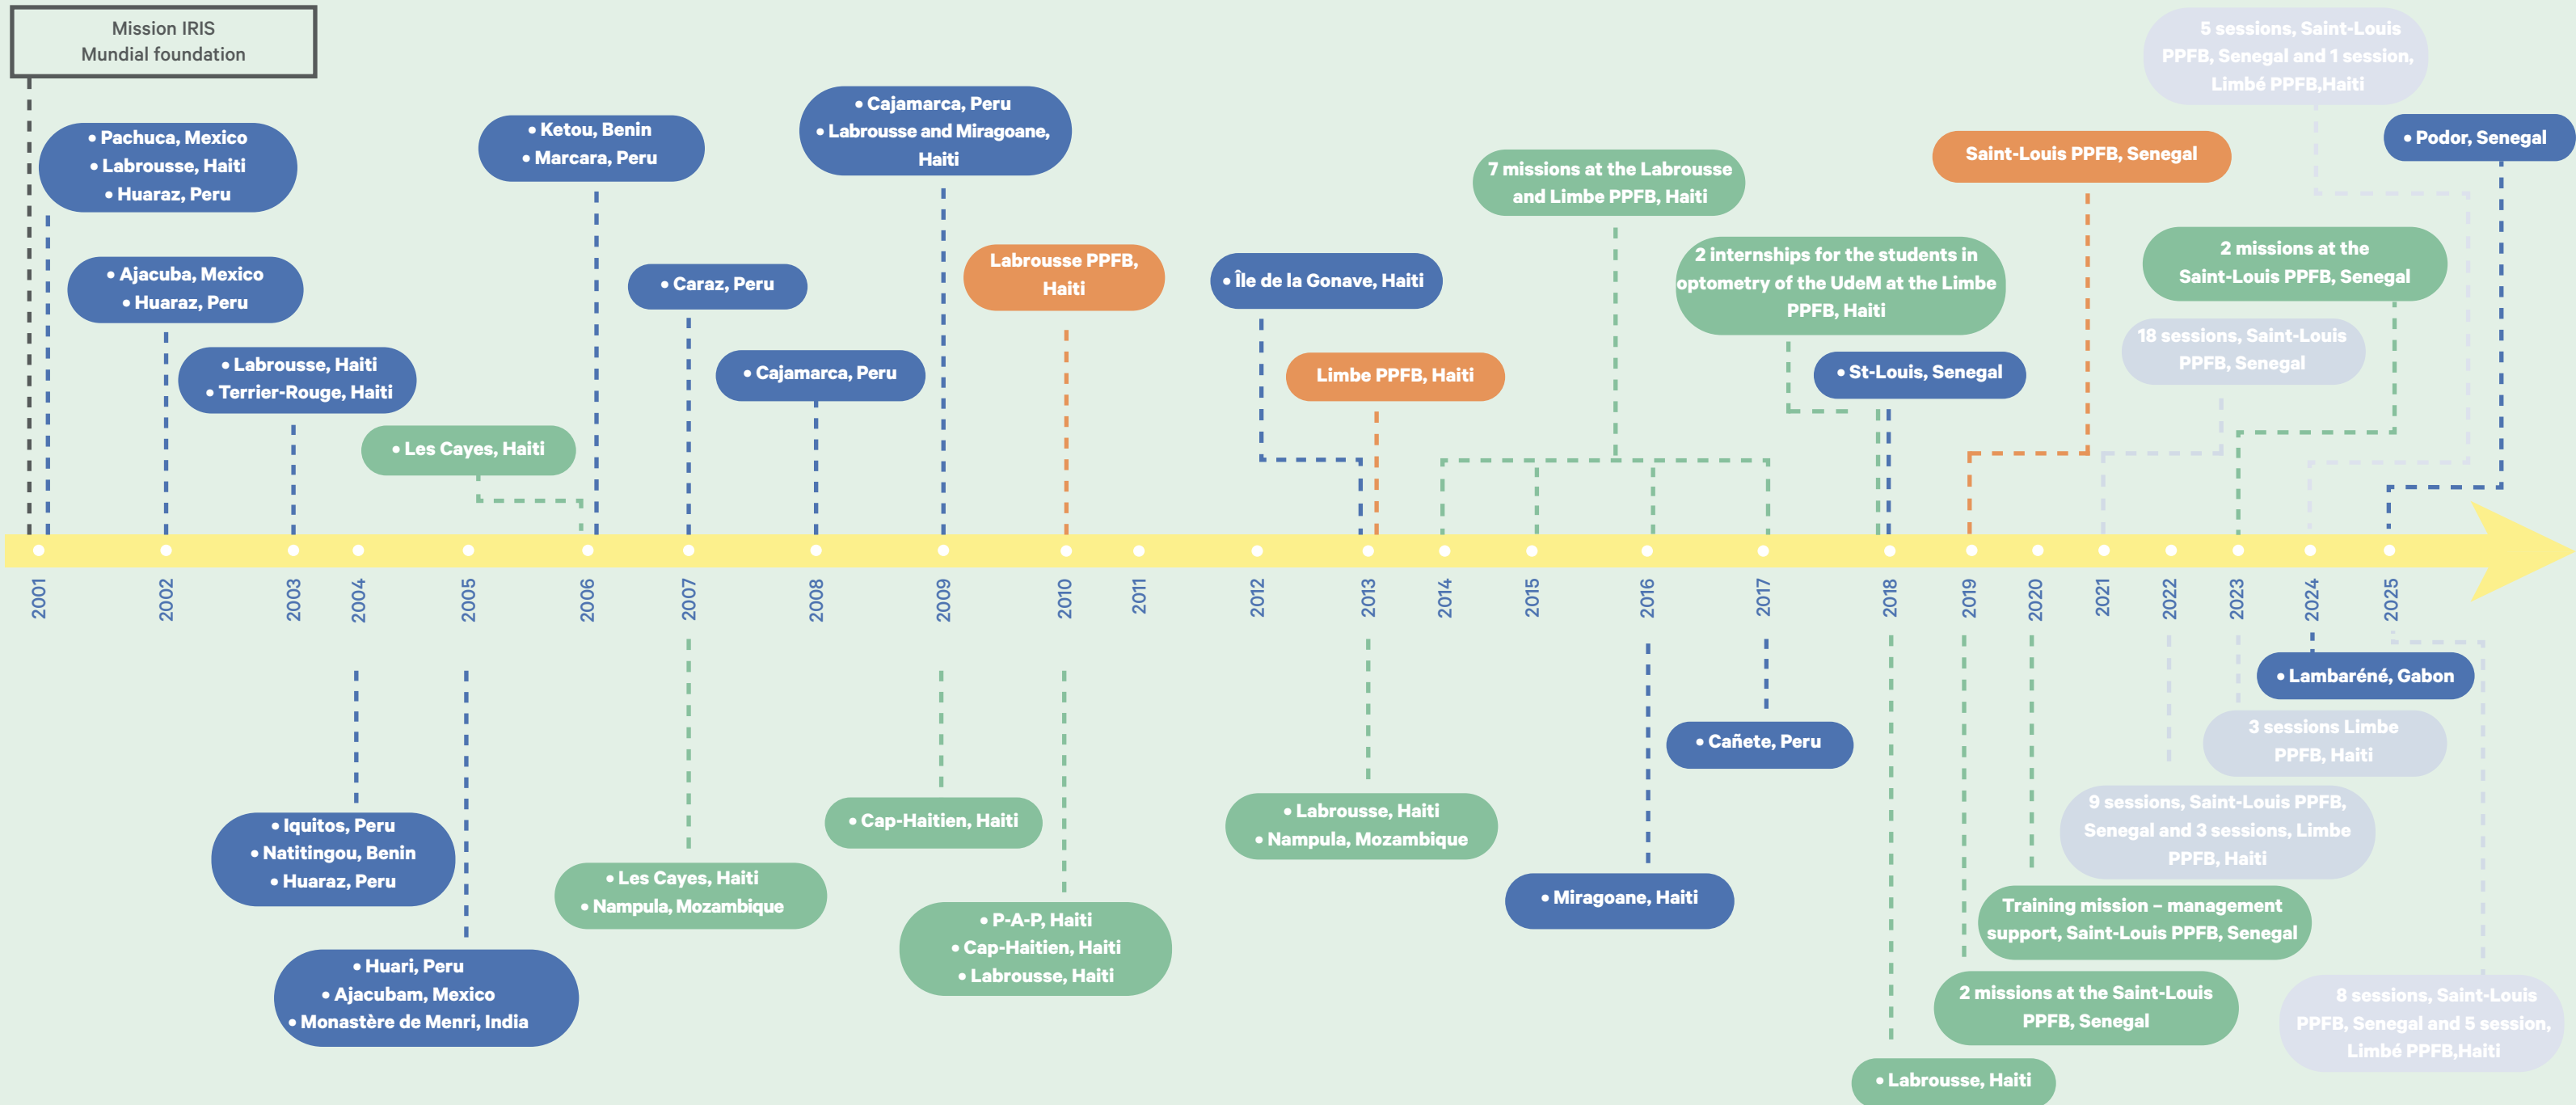 Mission IRIS
Mundial foundation
• Pachuca, Mexico
• Labrousse, Haiti
• Huaraz, Peru
• Ajacuba, Mexico
• Huaraz, Peru
• Labrousse, Haiti
• Terrier-Rouge, Haiti
• Les Cayes, Haiti
• Ketou, Benin
• Marcara, Peru
• Caraz, Peru
• Cajamarca, Peru
• Cajamarca, Peru
• Labrousse and Miragoane,
Haiti
Labrousse PPFB,
Haiti
• Île de la Gonave, Haiti
Limbe PPFB, Haiti
7 missions at the Labrousse
and Limbe PPFB, Haiti
2 internships for the students in
optometry of the UdeM at the Limbe
PPFB, Haiti
• St-Louis, Senegal
Saint-Louis PPFB, Senegal
5 sessions, Saint-Louis
PPFB, Senegal and 1 session,
Limbé PPFB,Haiti
• Podor, Senegal
2 missions at the
Saint-Louis PPFB, Senegal
18 sessions, Saint-Louis
PPFB, Senegal
2001
2002
2003
2004
2005
2006
2007
2008
2009
2010
2011
2012
2013
2014
2015
2016
2017
2018
2019
2020
2021
2022
2023
2024
2025
• Iquitos, Peru
• Natitingou, Benin
• Huaraz, Peru
• Huari, Peru
• Ajacubam, Mexico
• Monastère de Menri, India
• Les Cayes, Haiti
• Nampula, Mozambique
• Cap-Haitien, Haiti
• P-A-P, Haiti
• Cap-Haitien, Haiti
• Labrousse, Haiti
• Labrousse, Haiti
• Nampula, Mozambique
• Miragoane, Haiti
• Cañete, Peru
• Labrousse, Haiti
2 missions at the Saint-Louis
PPFB, Senegal
Training mission – management
support, Saint-Louis PPFB, Senegal
9 sessions, Saint-Louis PPFB,
Senegal and 3 sessions, Limbe
PPFB, Haiti
3 sessions Limbe
PPFB, Haiti
• Lambaréné, Gabon
8 sessions, Saint-Louis
PPFB, Senegal and 5 session,
Limbé PPFB,Haiti